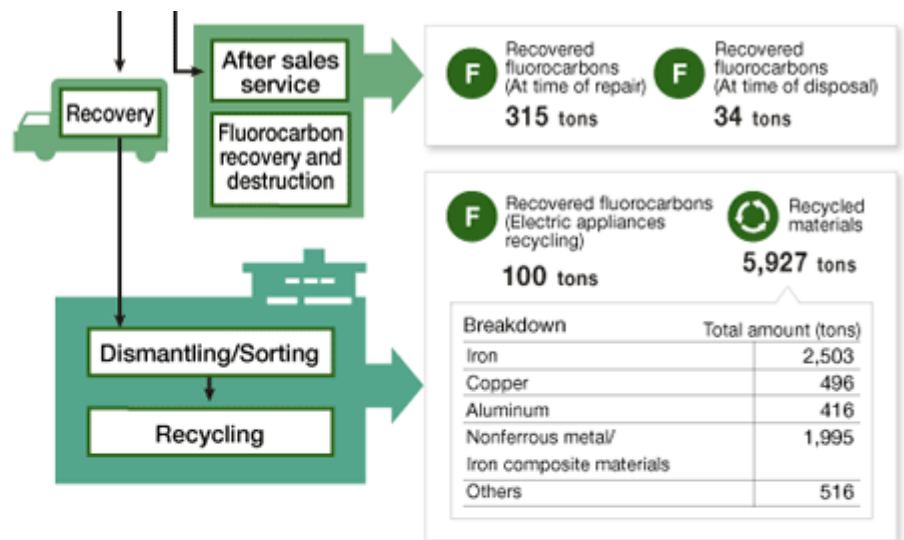 After sales
service
Recovery
Fluorocarbon
recovery and
destruction
F
Recovered
fluorocarbons
(At time of repair)
315 tons
F
Recovered
fluorocarbons
(At time of disposal)
34 tons
F
Recovered fluorocarbons
(Electric appliances
recycling)
100 tons
Recycled
materials
5,927 tons
Dismantling/Sorting
Recycling
Breakdown Total amount (tons)
Iron 2,503
Copper 496
Aluminum 416
Nonferrous metal/ 1,995
Iron composite materials
Others 516